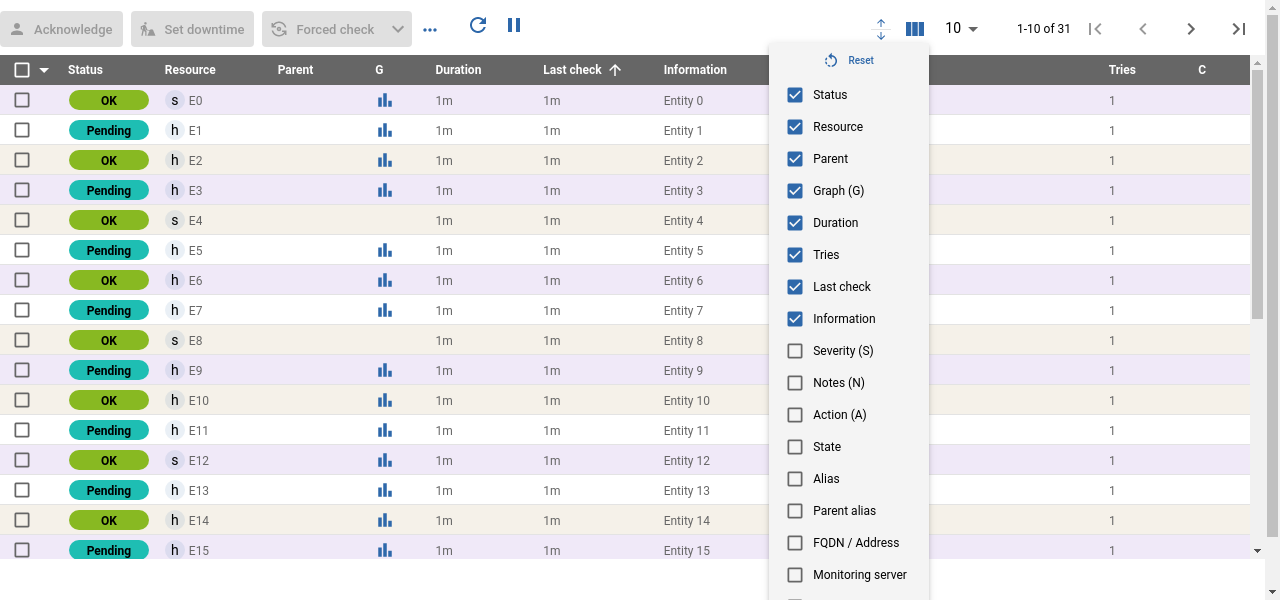 Acknowledge Set downtime Forced check 10 1-10 of 31
Status Resource Parent G Duration Last check Information Tries C
OK s E0 1m 1m Entity 0 1
Pending h E1 1m 1m Entity 1 1
OK h E2 1m 1m Entity 2 1
Pending h E3 1m 1m Entity 3 1
OK s E4 1m 1m Entity 4 1
Pending h E5 1m 1m Entity 5 1
OK h E6 1m 1m Entity 6 1
Pending h E7 1m 1m Entity 7 1
OK s E8 1m 1m Entity 8 1
Pending h E9 1m 1m Entity 9 1
OK h E10 1m 1m Entity 10 1
Pending h E11 1m 1m Entity 11 1
OK s E12 1m 1m Entity 12 1
Pending h E13 1m 1m Entity 13 1
OK h E14 1m 1m Entity 14 1
Pending h E15 1m 1m Entity 15 1
Reset
Status
Resource
Parent
Graph (G)
Duration
Tries
Last check
Information
Severity (S)
Notes (N)
Action (A)
State
Alias
Parent alias
FQDN / Address
Monitoring server